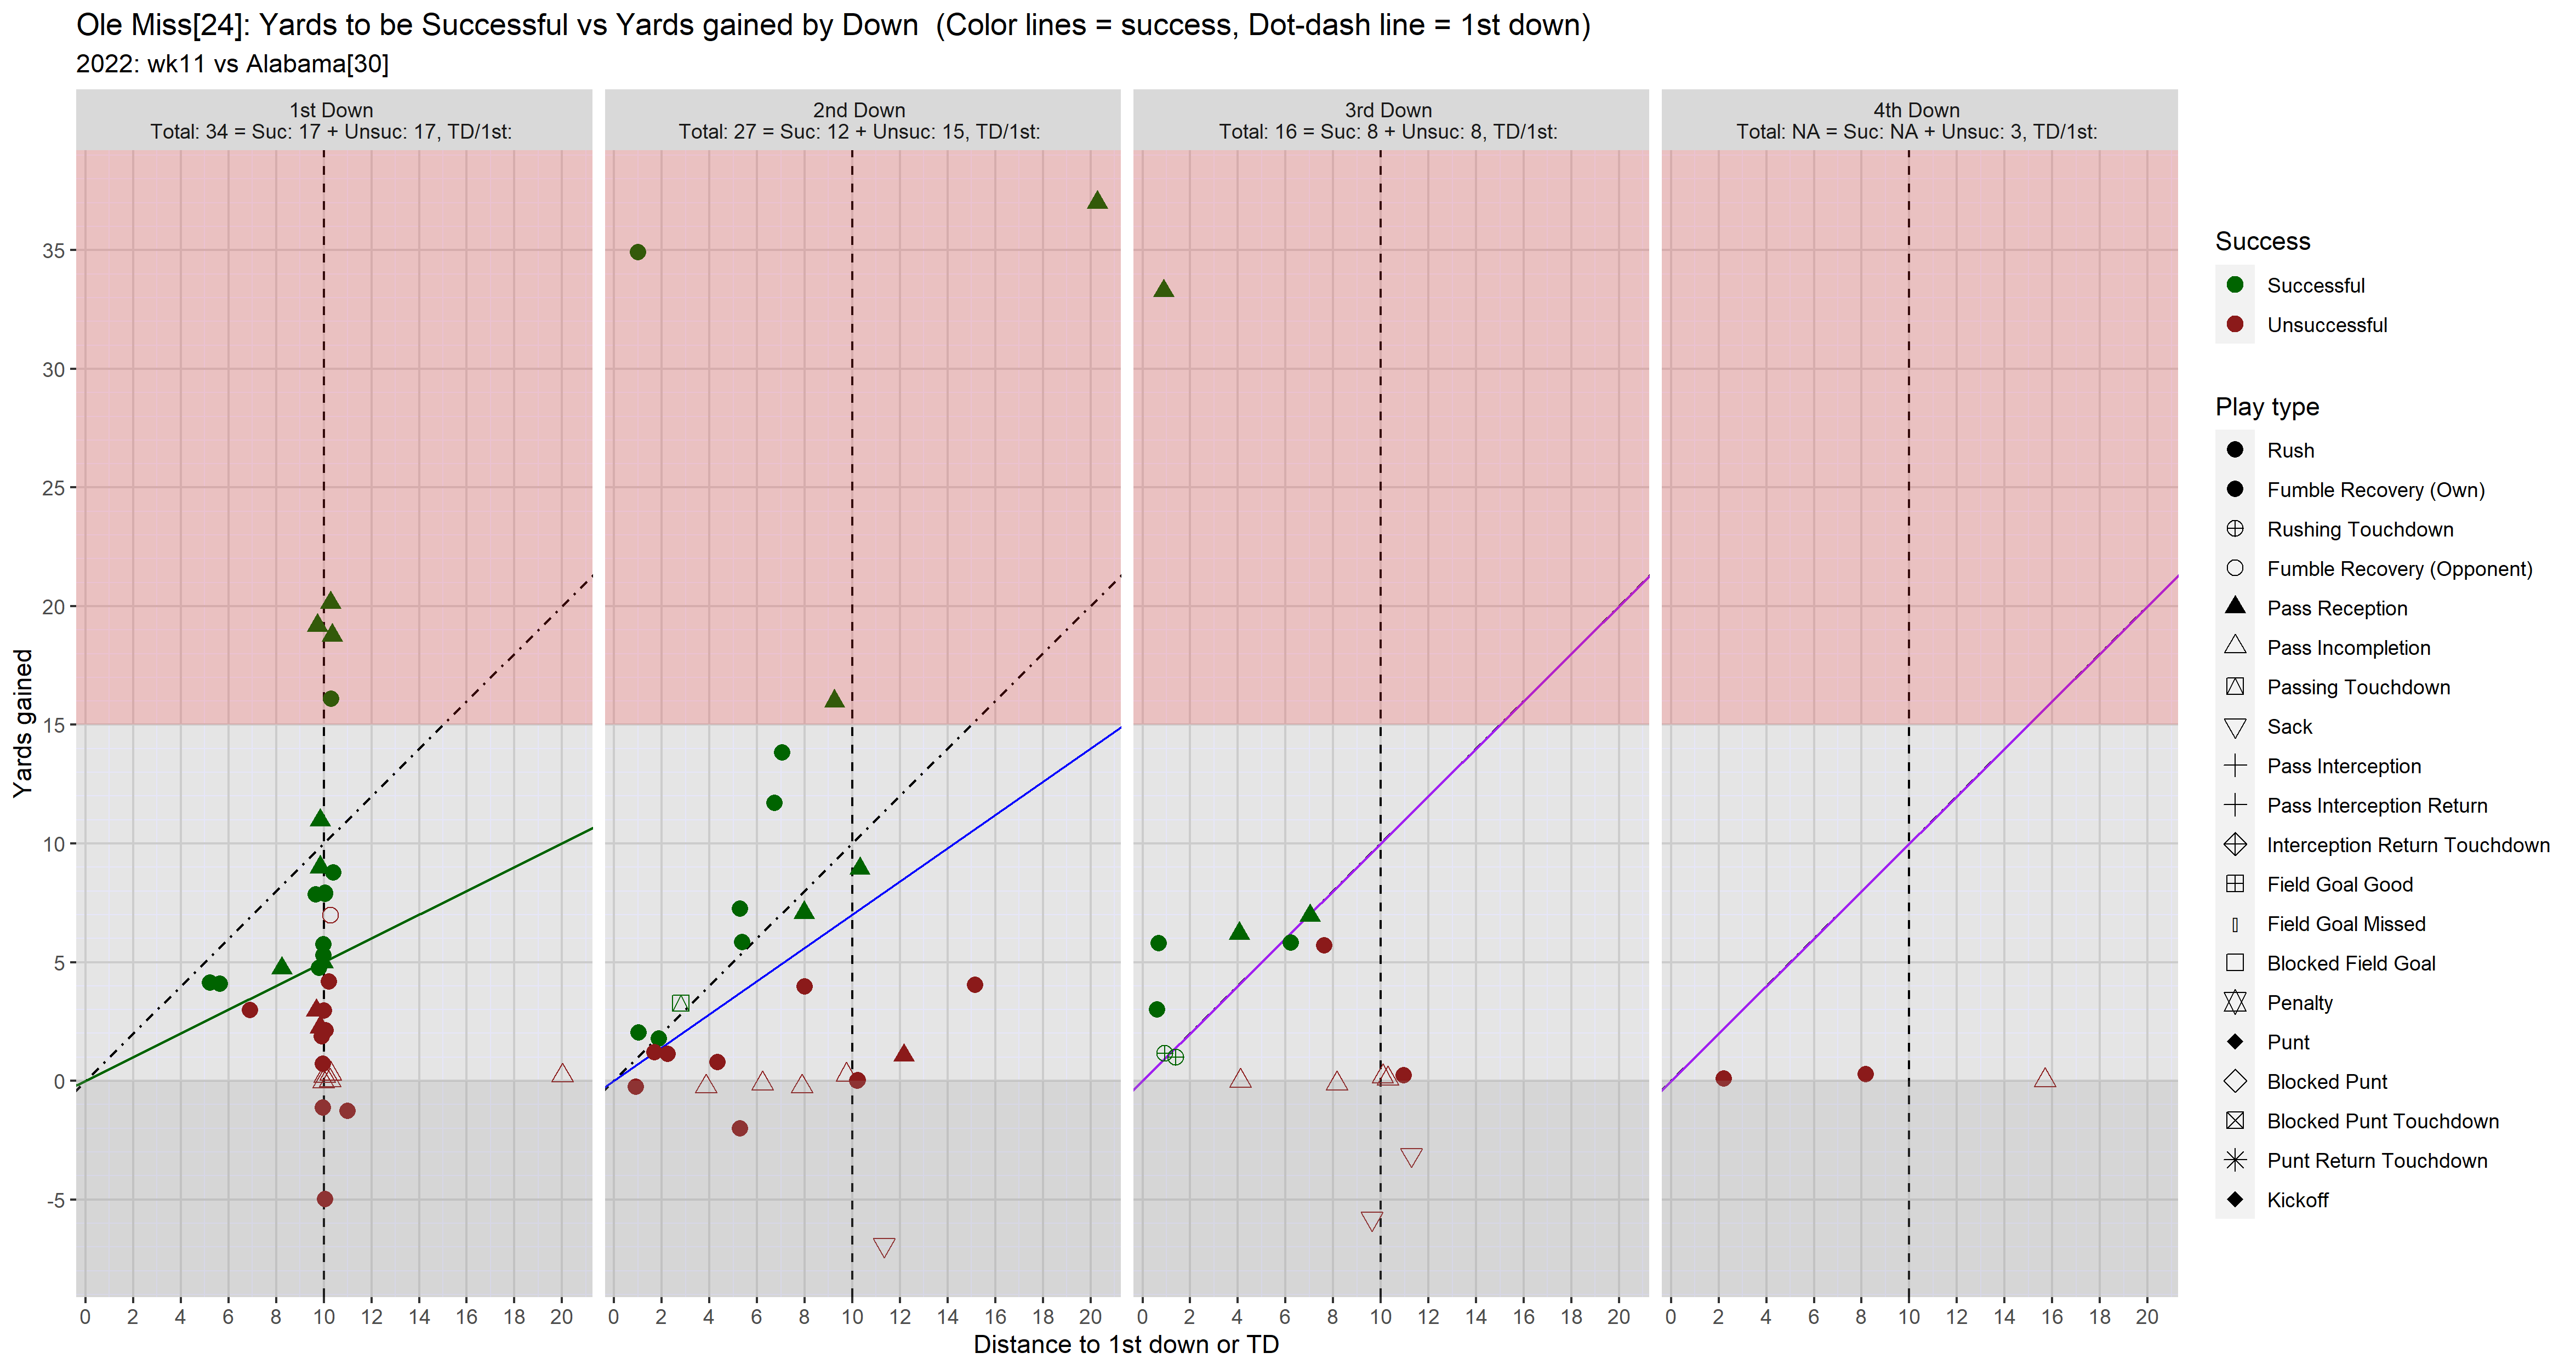 Ole Miss[24]: Yards to be Successful vs Yards gained by Down  (Color lines = success, Dot-dash line = 1st down)
2022: wk11 vs Alabama[30]
1st Down
Total: 34 = Suc: 17 + Unsuc: 17, TD/1st:
2nd Down
Total: 27 = Suc: 12 + Unsuc: 15, TD/1st:
3rd Down
Total: 16 = Suc: 8 + Unsuc: 8, TD/1st:
4th Down
Total: NA = Suc: NA + Unsuc: 3, TD/1st:
Yards gained
35
30
25
20
15
10
5
0
-5
0 2 4 6 8 10 12 14 16 18 20
0 2 4 6 8 10 12 14 16 18 20
0 2 4 6 8 10 12 14 16 18 20
0 2 4 6 8 10 12 14 16 18 20
Distance to 1st down or TD
Success
Successful
Unsuccessful
Play type
Rush
Fumble Recovery (Own)
Rushing Touchdown
Fumble Recovery (Opponent)
Pass Reception
Pass Incompletion
Passing Touchdown
Sack
Pass Interception
Pass Interception Return
Interception Return Touchdown
Field Goal Good
Field Goal Missed
Blocked Field Goal
Penalty
Punt
Blocked Punt
Blocked Punt Touchdown
Punt Return Touchdown
Kickoff